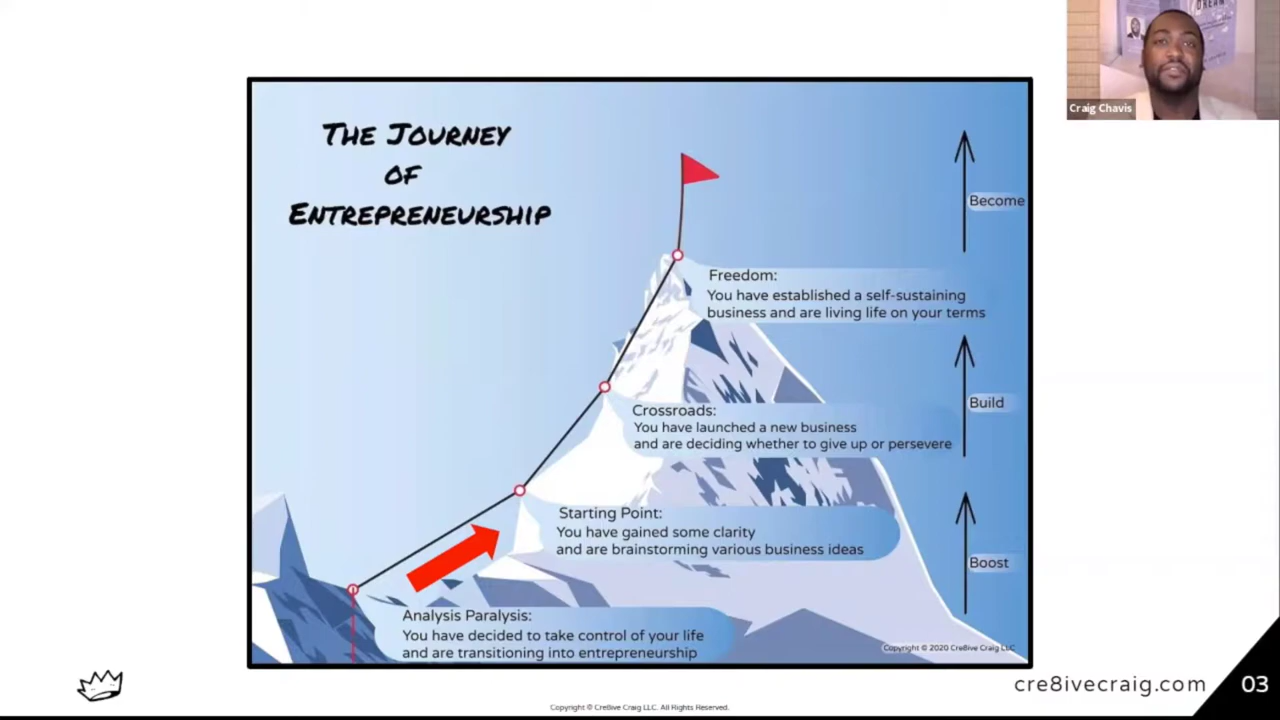 The Journey
of
Entrepreneurship
Become
Freedom:
You have established a self-sustaining
business and are living life on your terms
Build
Crossroads:
You have launched a new business
and are deciding whether to give up or persevere
Starting Point:
You have gained some clarity
and are brainstorming various business ideas
Boost
Analysis Paralysis:
You have decided to take control of your life
and are transitioning into entrepreneurship
Copyright © 2020 Cre8ive Craig LLC
Craig Chavis
cre8ivecraig.com
03
Copyright © Cre8ive Craig LLC. All Rights Reserved.